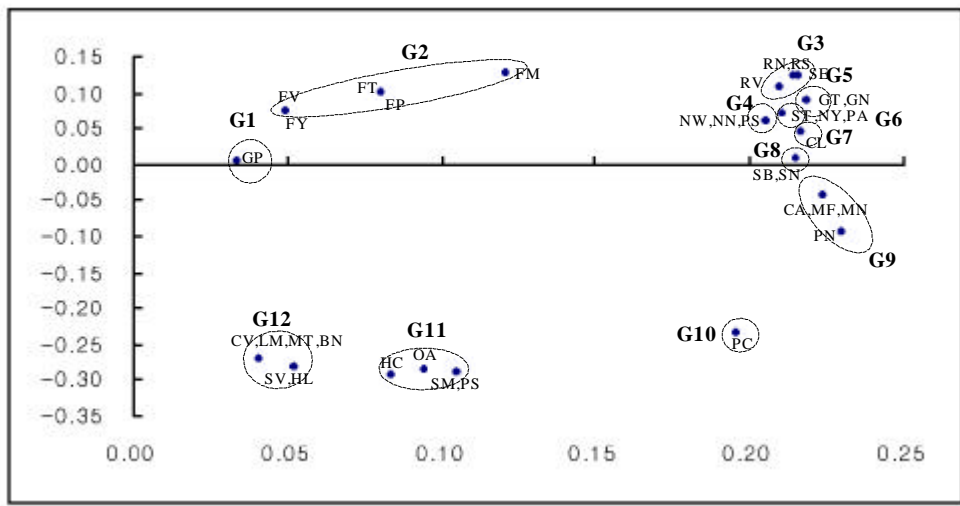 G3
G2
0.15
RN,RS
SE
G5
FM
FT
RV
0.10
FV
FP
GT,GN
G1
G4
FY
NW,NN,PS
ST,NY,PA
G6
0.05
G7
CL
GP
G8
0.00
SB,SN
-0.05
CA,MF,MN
PN
-0.10
G9
-0.15
-0.20
G12
G11
G10
CV,LM,MT,BN
PC
-0.25
HC
OA
SV,HL
SM,PS
-0.30
-0.35
0.00 0.05 0.10 0.15 0.20 0.25